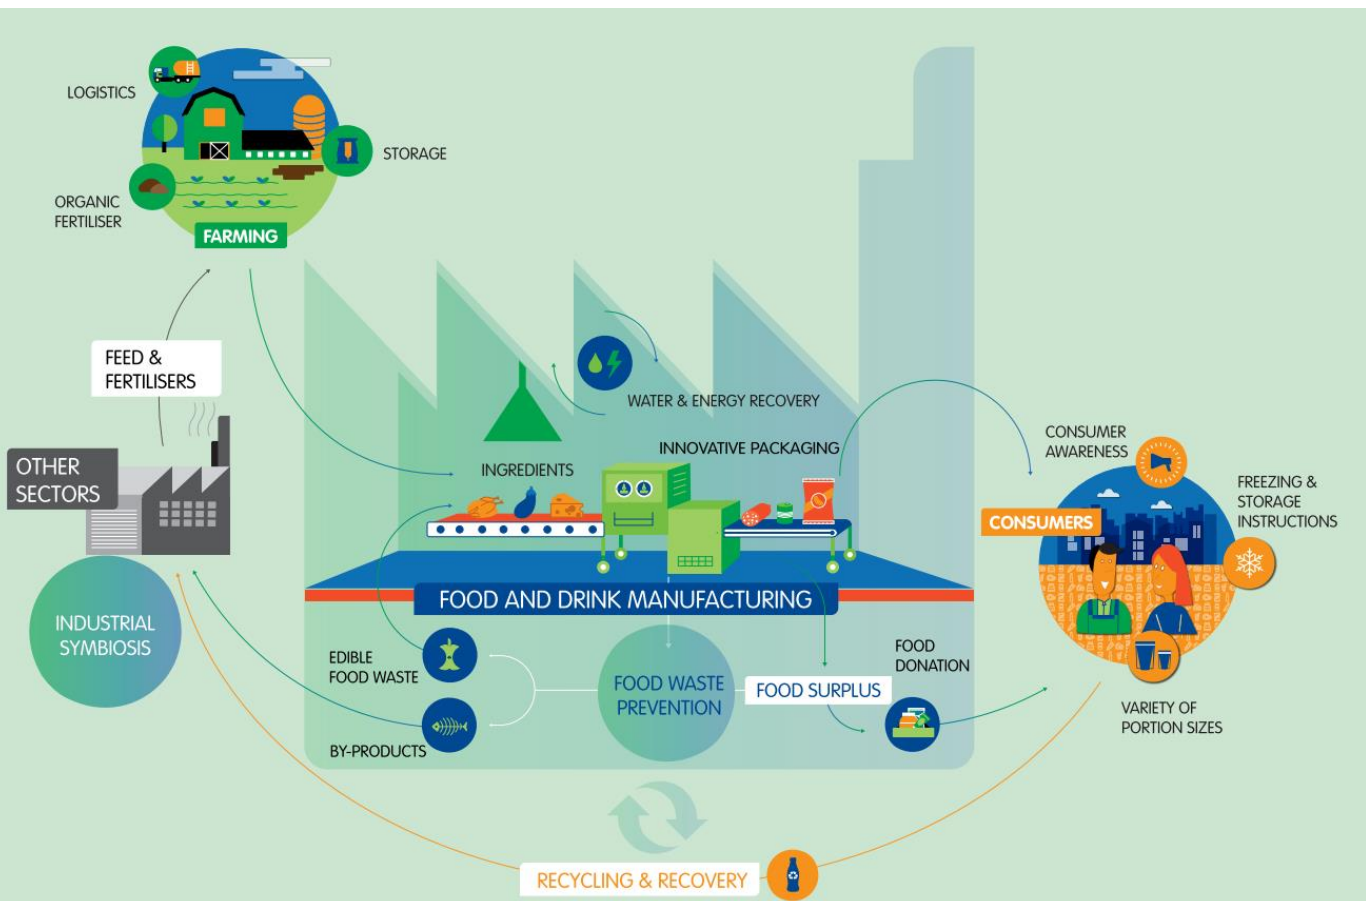 LOGISTICS
STORAGE
ORGANIC
FERTILISER
FARMING
FEED &
FERTILISERS
OTHER
SECTORS
INDUSTRIAL
SYMBIOSIS
WATER & ENERGY RECOVERY
INNOVATIVE PACKAGING
INGREDIENTS
FOOD AND DRINK MANUFACTURING
EDIBLE
FOOD WASTE
BY-PRODUCTS
FOOD WASTE
PREVENTION
FOOD SURPLUS
FOOD
DONATION
CONSUMER
AWARENESS
FREEZING &
STORAGE
INSTRUCTIONS
CONSUMERS
VARIETY OF
PORTION SIZES
RECYCLING & RECOVERY